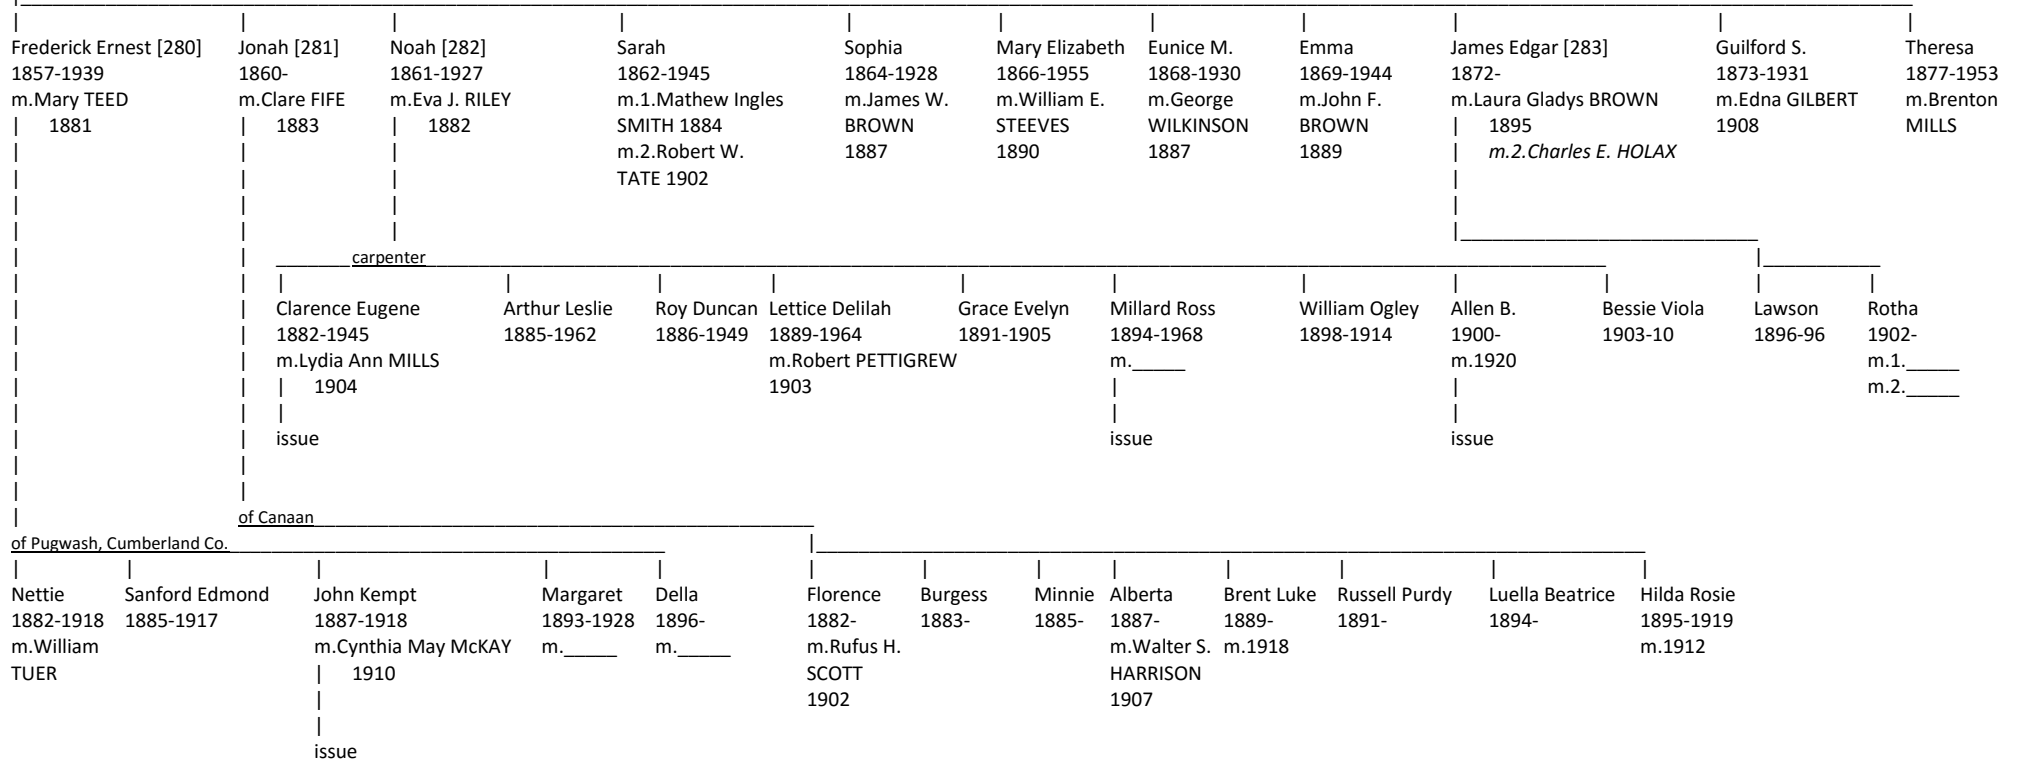 Frederick Ernest [280] Jonah [281] Noah [282] Sarah Sophia Mary Elizabeth Eunice M. Emma James Edgar [283] Guilford S. Theresa
1857-1939 1860- 1861-1927 1862-1945 1864-1928 1866-1955 1868-1930 1869-1944 1872- 1873-1931 1877-1953
m.Mary TEED m.Clare FIFE m.Eva J. RILEY m.1.Mathew Ingles m.James W. m.William E. m.George m.John F. m.Laura Gladys BROWN m.Edna GILBERT m.Brenton
1881 1883 1882 SMITH 1884 BROWN STEEVES WILKINSON BROWN 1895 1908 MILLS
m.2.Robert W. 1887 1890 1887 1889 m.2.Charles E. HOLAX
TATE 1902
carpenter
Clarence Eugene Arthur Leslie Roy Duncan Lettice Delilah Grace Evelyn Millard Ross William Ogley Allen B. Bessie Viola Lawson Rotha
1882-1945 1885-1962 1886-1949 1889-1964 1891-1905 1894-1968 1898-1914 1900- 1903-10 1896-96 1902-
m.Lydia Ann MILLS m.Robert PETTIGREW m._____ m.1920 m.1._____
1904 1903 m.2._____
issue issue issue
of Canaan
of Pugwash, Cumberland Co.
Nettie Sanford Edmond John Kempt Margaret Della Florence Burgess Minnie Alberta Brent Luke Russell Purdy Luella Beatrice Hilda Rosie
1882-1918 1885-1917 1887-1918 1893-1928 1896- 1882- 1883- 1885- 1887- 1889- 1891- 1894- 1895-1919
m.William m.Cynthia May McKAY m._____ m._____ m.Rufus H. m.Walter S. m.1918 m.1912
TUER 1910 SCOTT HARRISON
1902 1907
issue